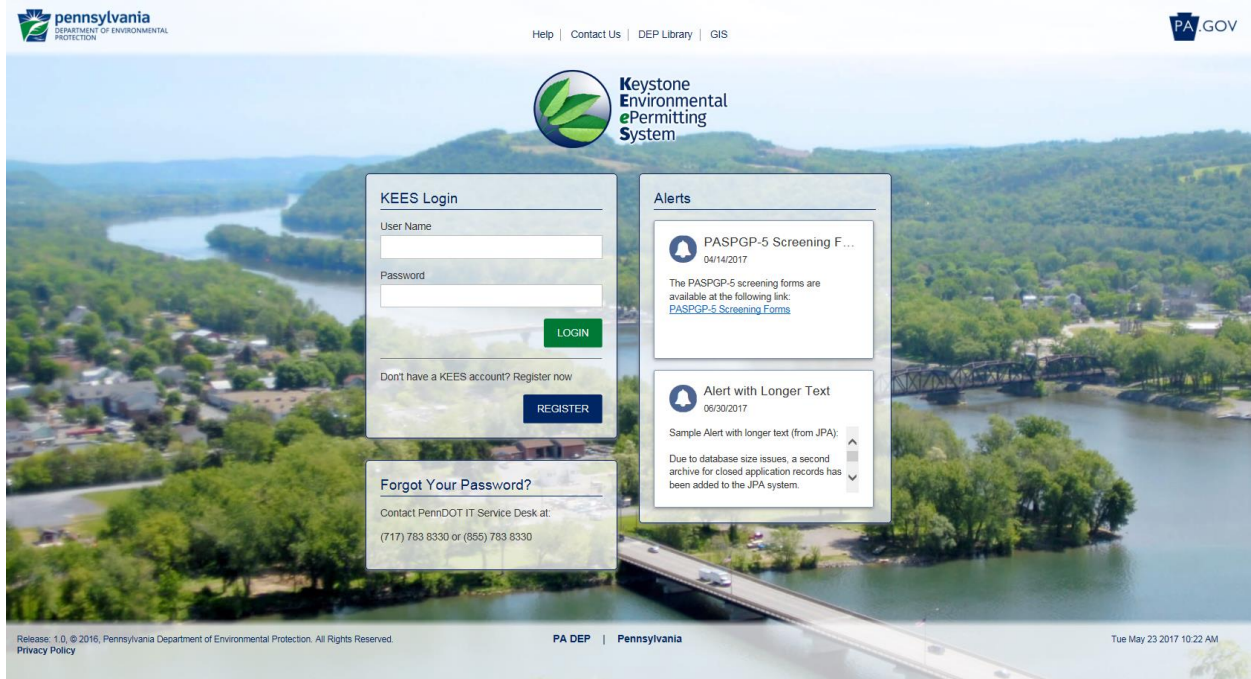 pennsylvania
DEPARTMENT OF ENVIRONMENTAL
PROTECTION
Help | Contact Us | DEP Library | GIS
PA.GOV
Keystone
Environmental
ePermitting
System
KEES Login
User Name
Password
LOGIN
Don't have a KEES account? Register now
REGISTER
Forgot Your Password?
Contact PennDOT IT Service Desk at:
(717) 783 8330 or (855) 783 8330
Alerts
PASPGP-5 Screening F...
04/14/2017
The PASPGP-5 screening forms are
available at the following link:
PASPGP-5 Screening Forms
Alert with Longer Text
06/30/2017
Sample Alert with longer text (from JPA):
Due to database size issues, a second
archive for closed application records has
been added to the JPA system.
Release: 1.0, © 2016, Pennsylvania Department of Environmental Protection. All Rights Reserved.
Privacy Policy
PA DEP | Pennsylvania
Tue May 23 2017 10:22 AM